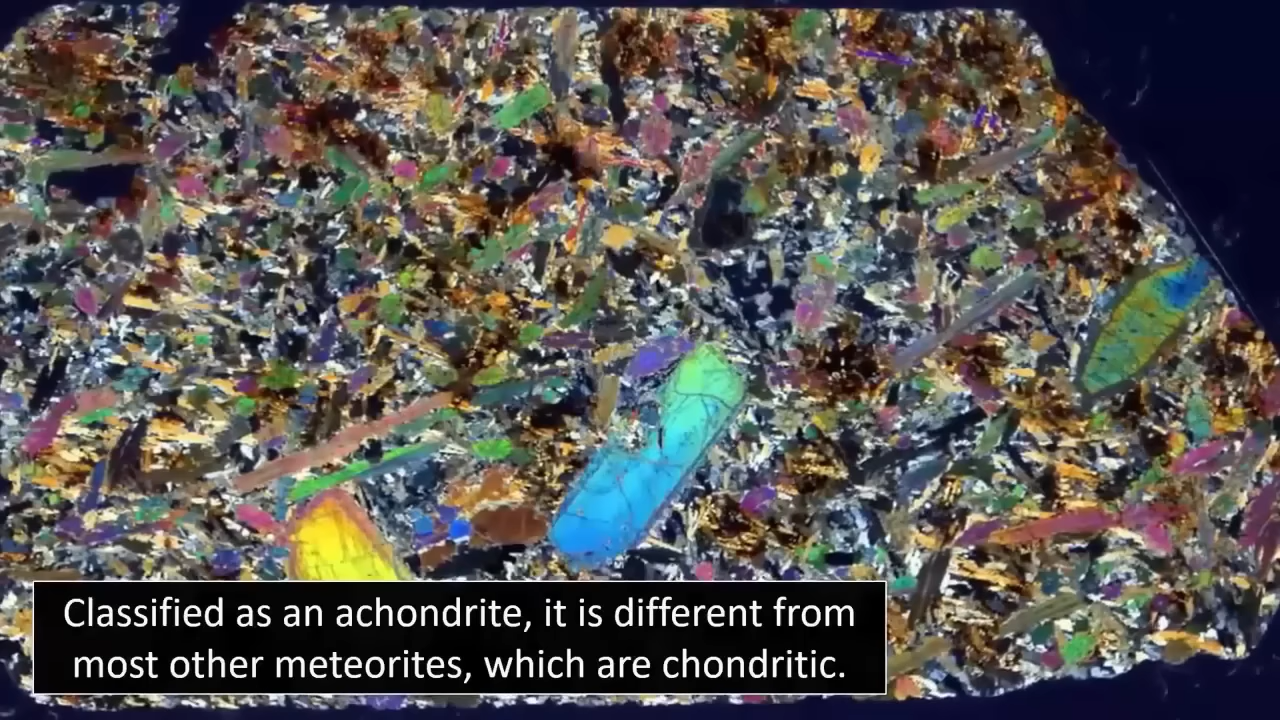 Classified as an achondrite, it is different from
most other meteorites, which are chondritic.